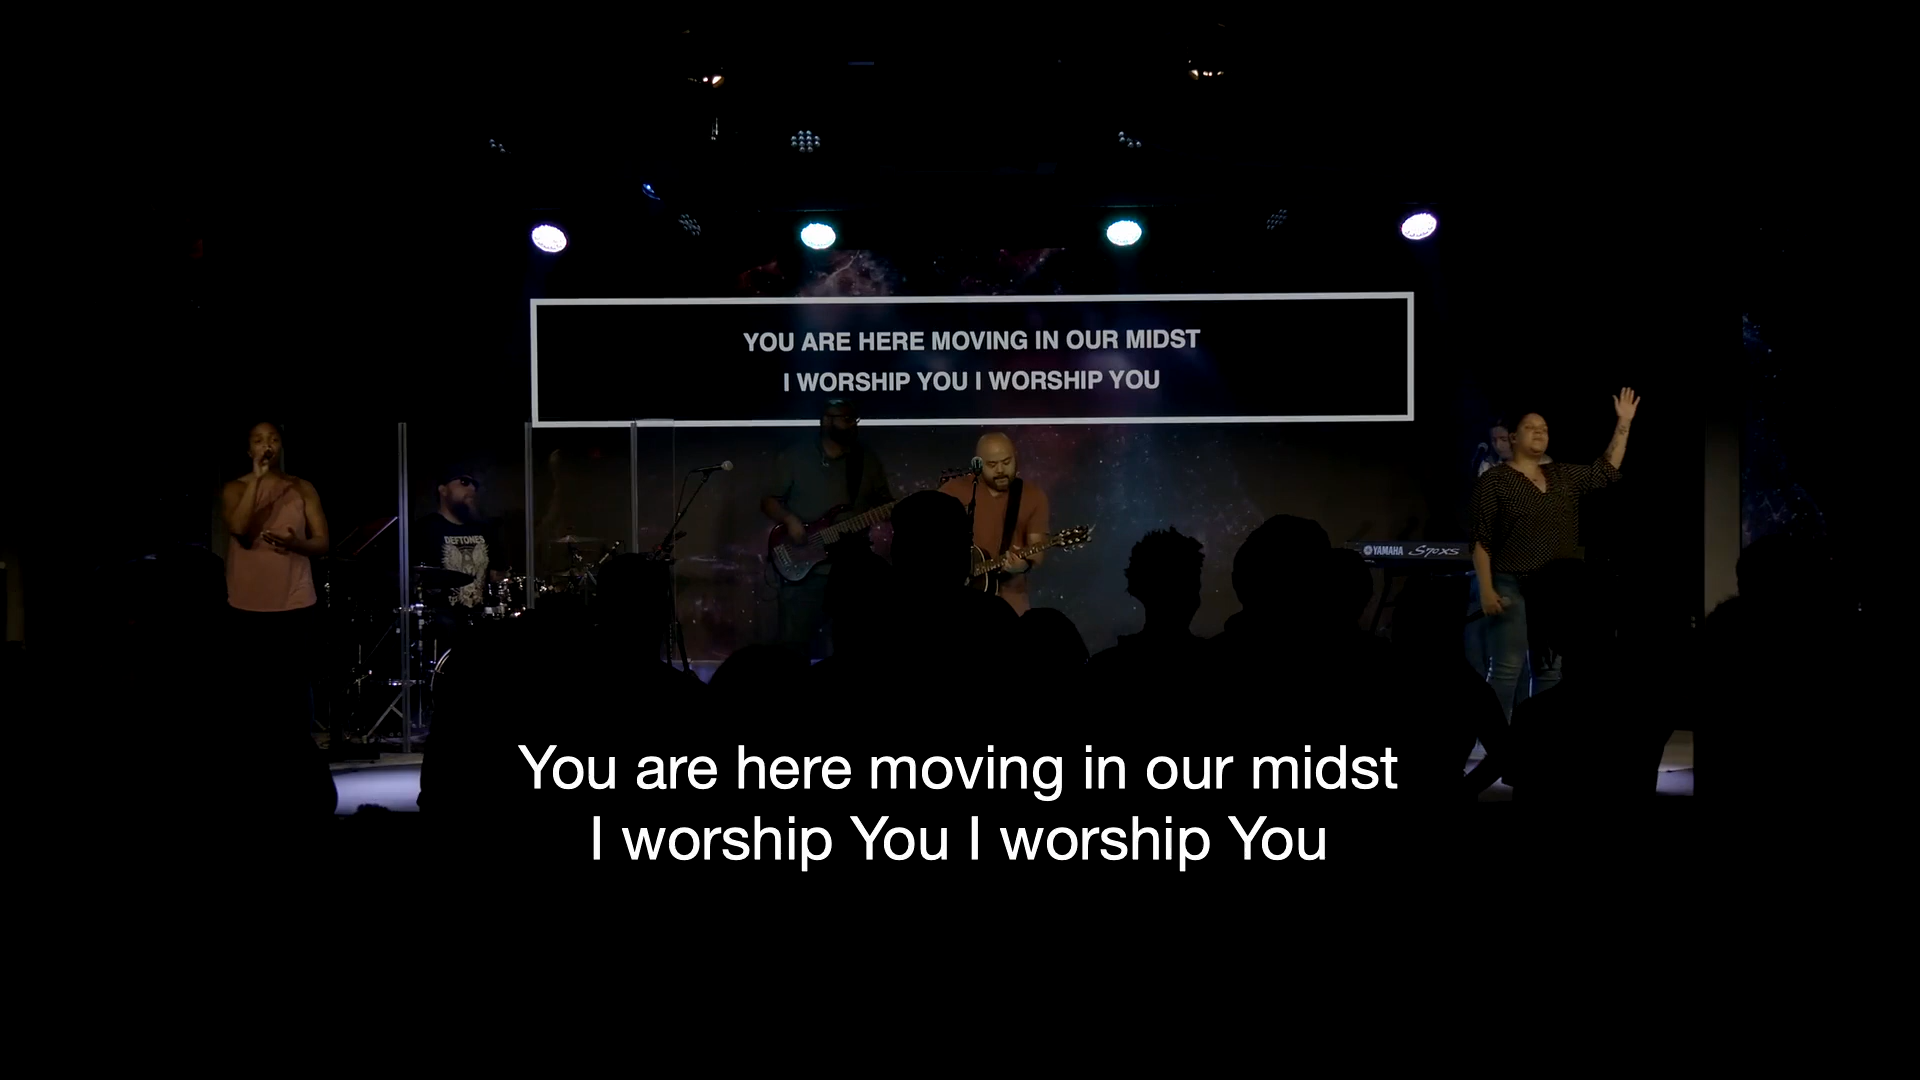 YOU ARE HERE MOVING IN OUR MIDST
I WORSHIP YOU I WORSHIP YOU
DEFTONES
YAMAHA S70XS
You are here moving in our midst
I worship You I worship You